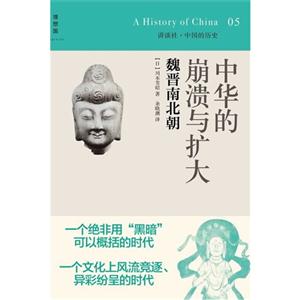 理想国
A History of China 05
讲谈社·中国的历史
中华的
崩溃与扩大
魏晋南北朝
[日] 川本芳昭 著
余晓潮 译
一个绝非用“黑暗”
可以概括的时代
一个文化上风流竞逐、
异彩纷呈的时代